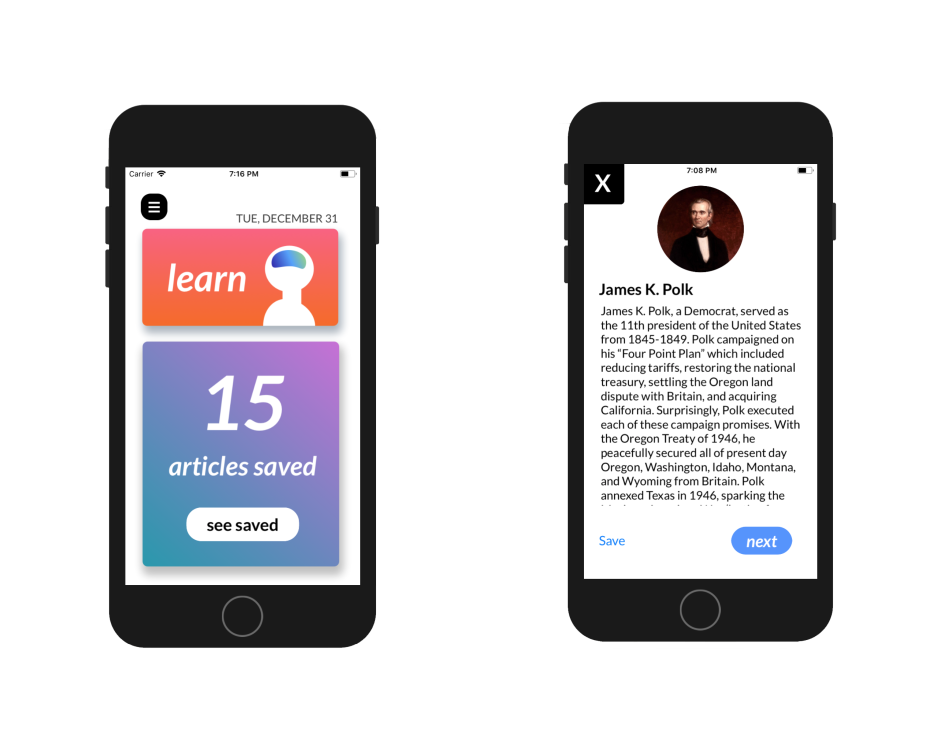 Carrier
7:16 PM
TUE, DECEMBER 31
learn
15
articles saved
see saved
X
7:08 PM
James K. Polk
James K. Polk, a Democrat, served as
the 11th president of the United States
from 1845-1849. Polk campaigned on
his “Four Point Plan” which included
reducing tariffs, restoring the national
treasury, settling the Oregon land
dispute with Britain, and acquiring
California. Surprisingly, Polk executed
each of these campaign promises. With
the Oregon Treaty of 1946, he
peacefully secured all of present day
Oregon, Washington, Idaho, Montana,
and Wyoming from Britain. Polk
annexed Texas in 1946, sparking the
Save
next